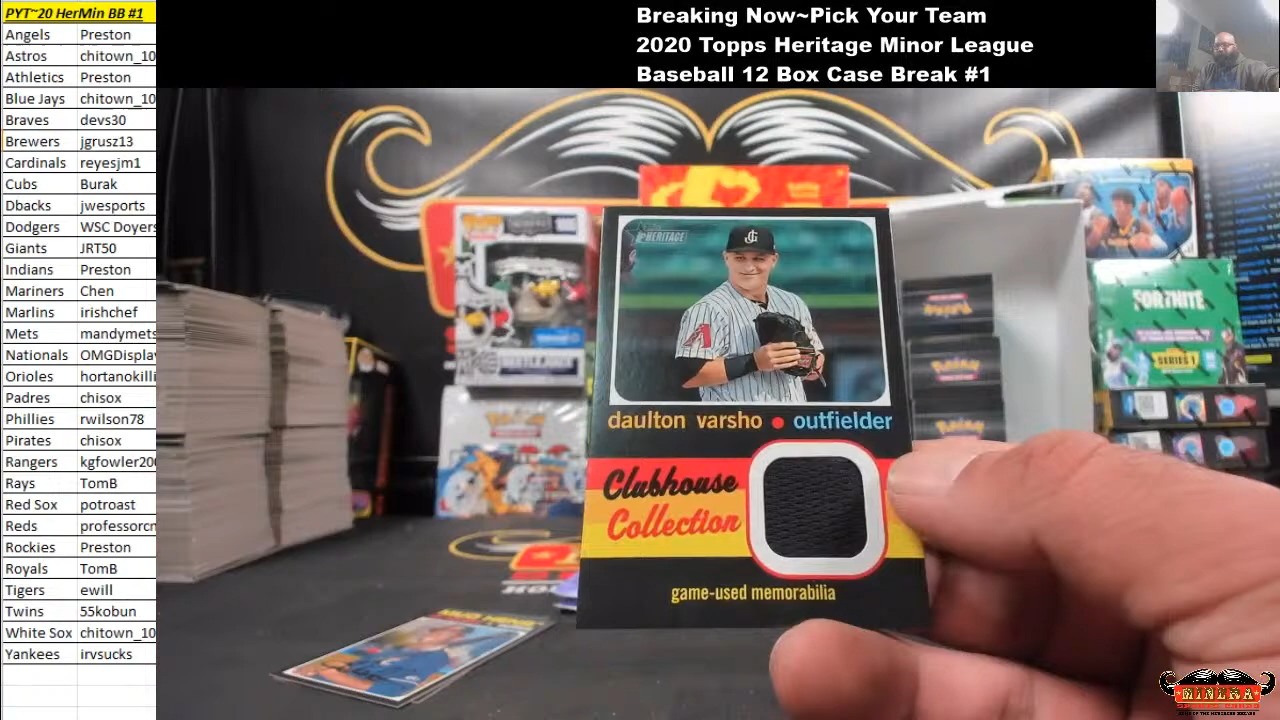 PYT~20 HerMin BB #1
Angels Preston
Astros chitown_10
Athletics Preston
Blue Jays chitown_10
Braves devs30
Brewers jgrusz13
Cardinals reyesjm1
Cubs Burak
Dbacks jwesports
Dodgers WSC Doyers
Giants JRT50
Indians Preston
Mariners Chen
Marlins irishchef
Mets mandymets
Nationals OMGDisplay
Orioles hortanokilli
Padres chisox
Phillies rwilson78
Pirates chisox
Rangers kgfowler200
Rays TomB
Red Sox potroast
Reds professorcn
Rockies Preston
Royals TomB
Tigers ewill
Twins 55kobun
White Sox chitown_10
Yankees irvsucks
Breaking Now~Pick Your Team
2020 Topps Heritage Minor League
Baseball 12 Box Case Break #1
HERITAGE
JG
A
daulton varsho • outfielder
Clubhouse
Collection
game-used memorabilia
FORTNITE
SERIES 1
MINERA